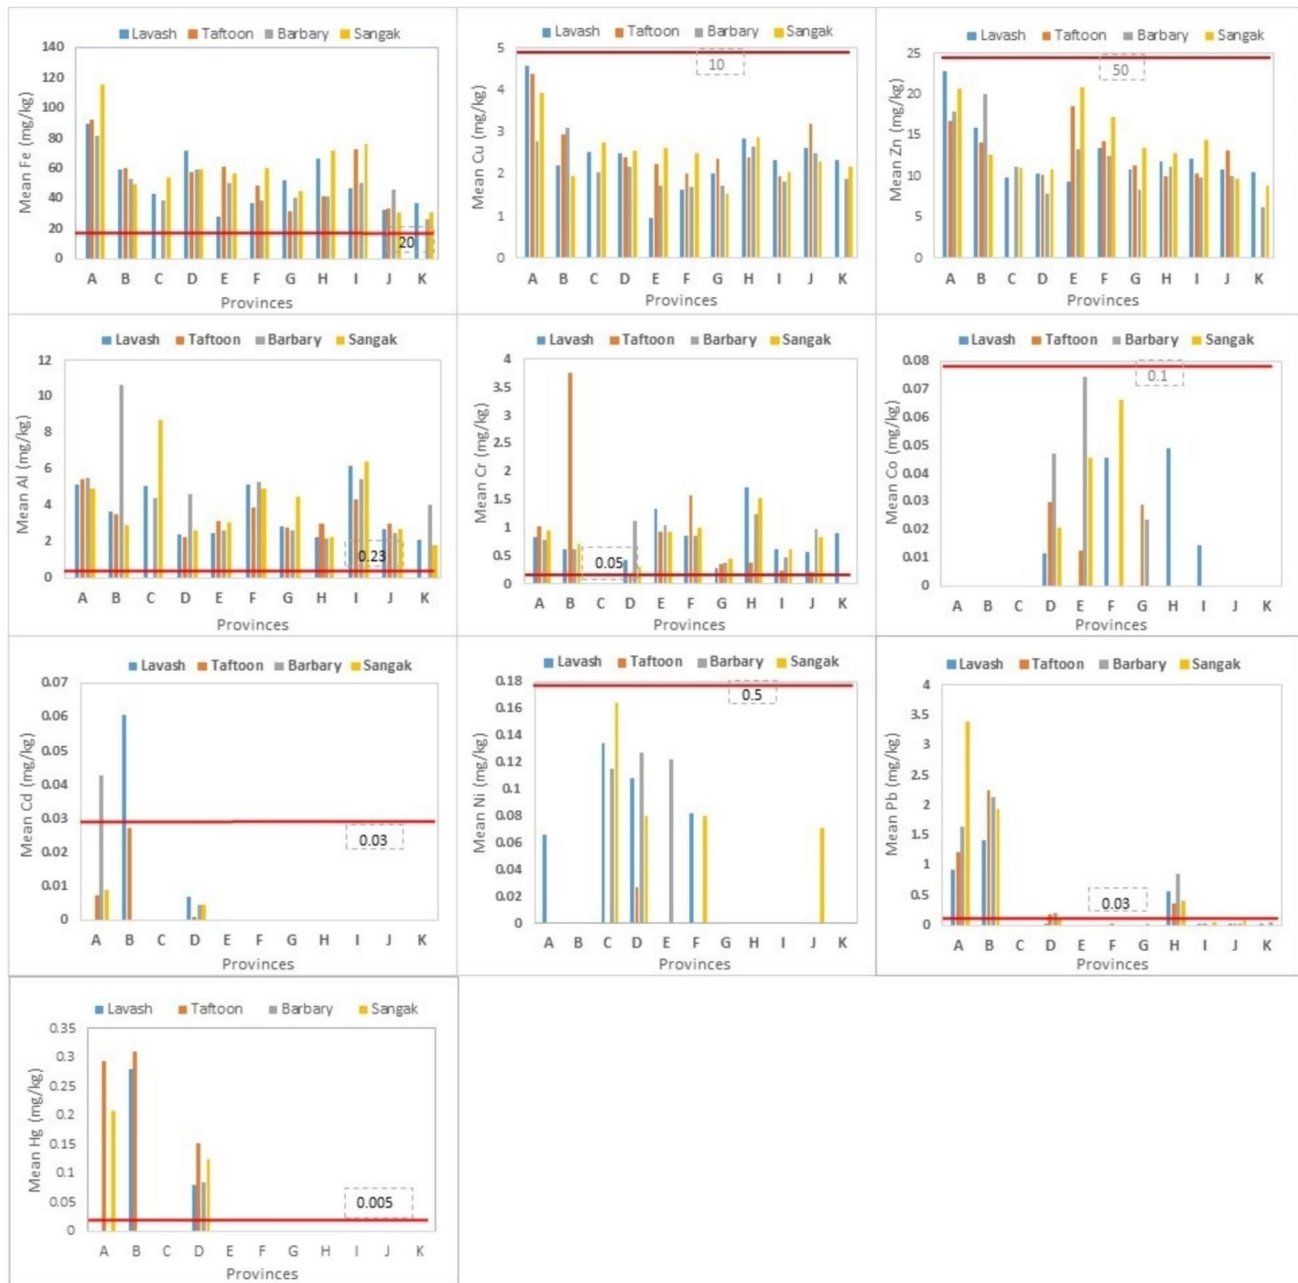 Lavash Taftoon Barbary Sangak
Mean Fe (mg/kg)
140
120
100
80
60
40
20
0
20
A B C D E F G H I J K
Provinces
Lavash Taftoon Barbary Sangak
Mean Cu (mg/kg)
5
4
3
2
1
0
10
A B C D E F G H I J K
Provinces
Lavash Taftoon Barbary Sangak
Mean Zn (mg/kg)
25
20
15
10
5
0
50
A B C D E F G H I J K
Provinces
Lavash Taftoon Barbary Sangak
Mean Al (mg/kg)
12
10
8
6
4
2
0
0.23
A B C D E F G H I J K
Provinces
Lavash Taftoon Barbary Sangak
Mean Cr (mg/kg)
4
3.5
3
2.5
2
1.5
1
0.5
0
0.05
A B C D E F G H I J K
Provinces
Lavash Taftoon Barbary Sangak
Mean Co (mg/kg)
0.08
0.07
0.06
0.05
0.04
0.03
0.02
0.01
0
0.1
A B C D E F G H I J K
Provinces
Lavash Taftoon Barbary Sangak
Mean Cd (mg/kg)
0.07
0.06
0.05
0.04
0.03
0.02
0.01
0
0.03
A B C D E F G H I J K
Provinces
Lavash Taftoon Barbary Sangak
Mean Ni (mg/kg)
0.18
0.16
0.14
0.12
0.1
0.08
0.06
0.04
0.02
0
0.5
A B C D E F G H I J K
Provinces
Lavash Taftoon Barbary Sangak
Mean Pb (mg/kg)
4
3.5
3
2.5
2
1.5
1
0.5
0
0.03
A B C D E F G H I J K
Provinces
Lavash Taftoon Barbary Sangak
Mean Hg (mg/kg)
0.35
0.3
0.25
0.2
0.15
0.1
0.05
0
0.005
A B C D E F G H I J K
Provinces